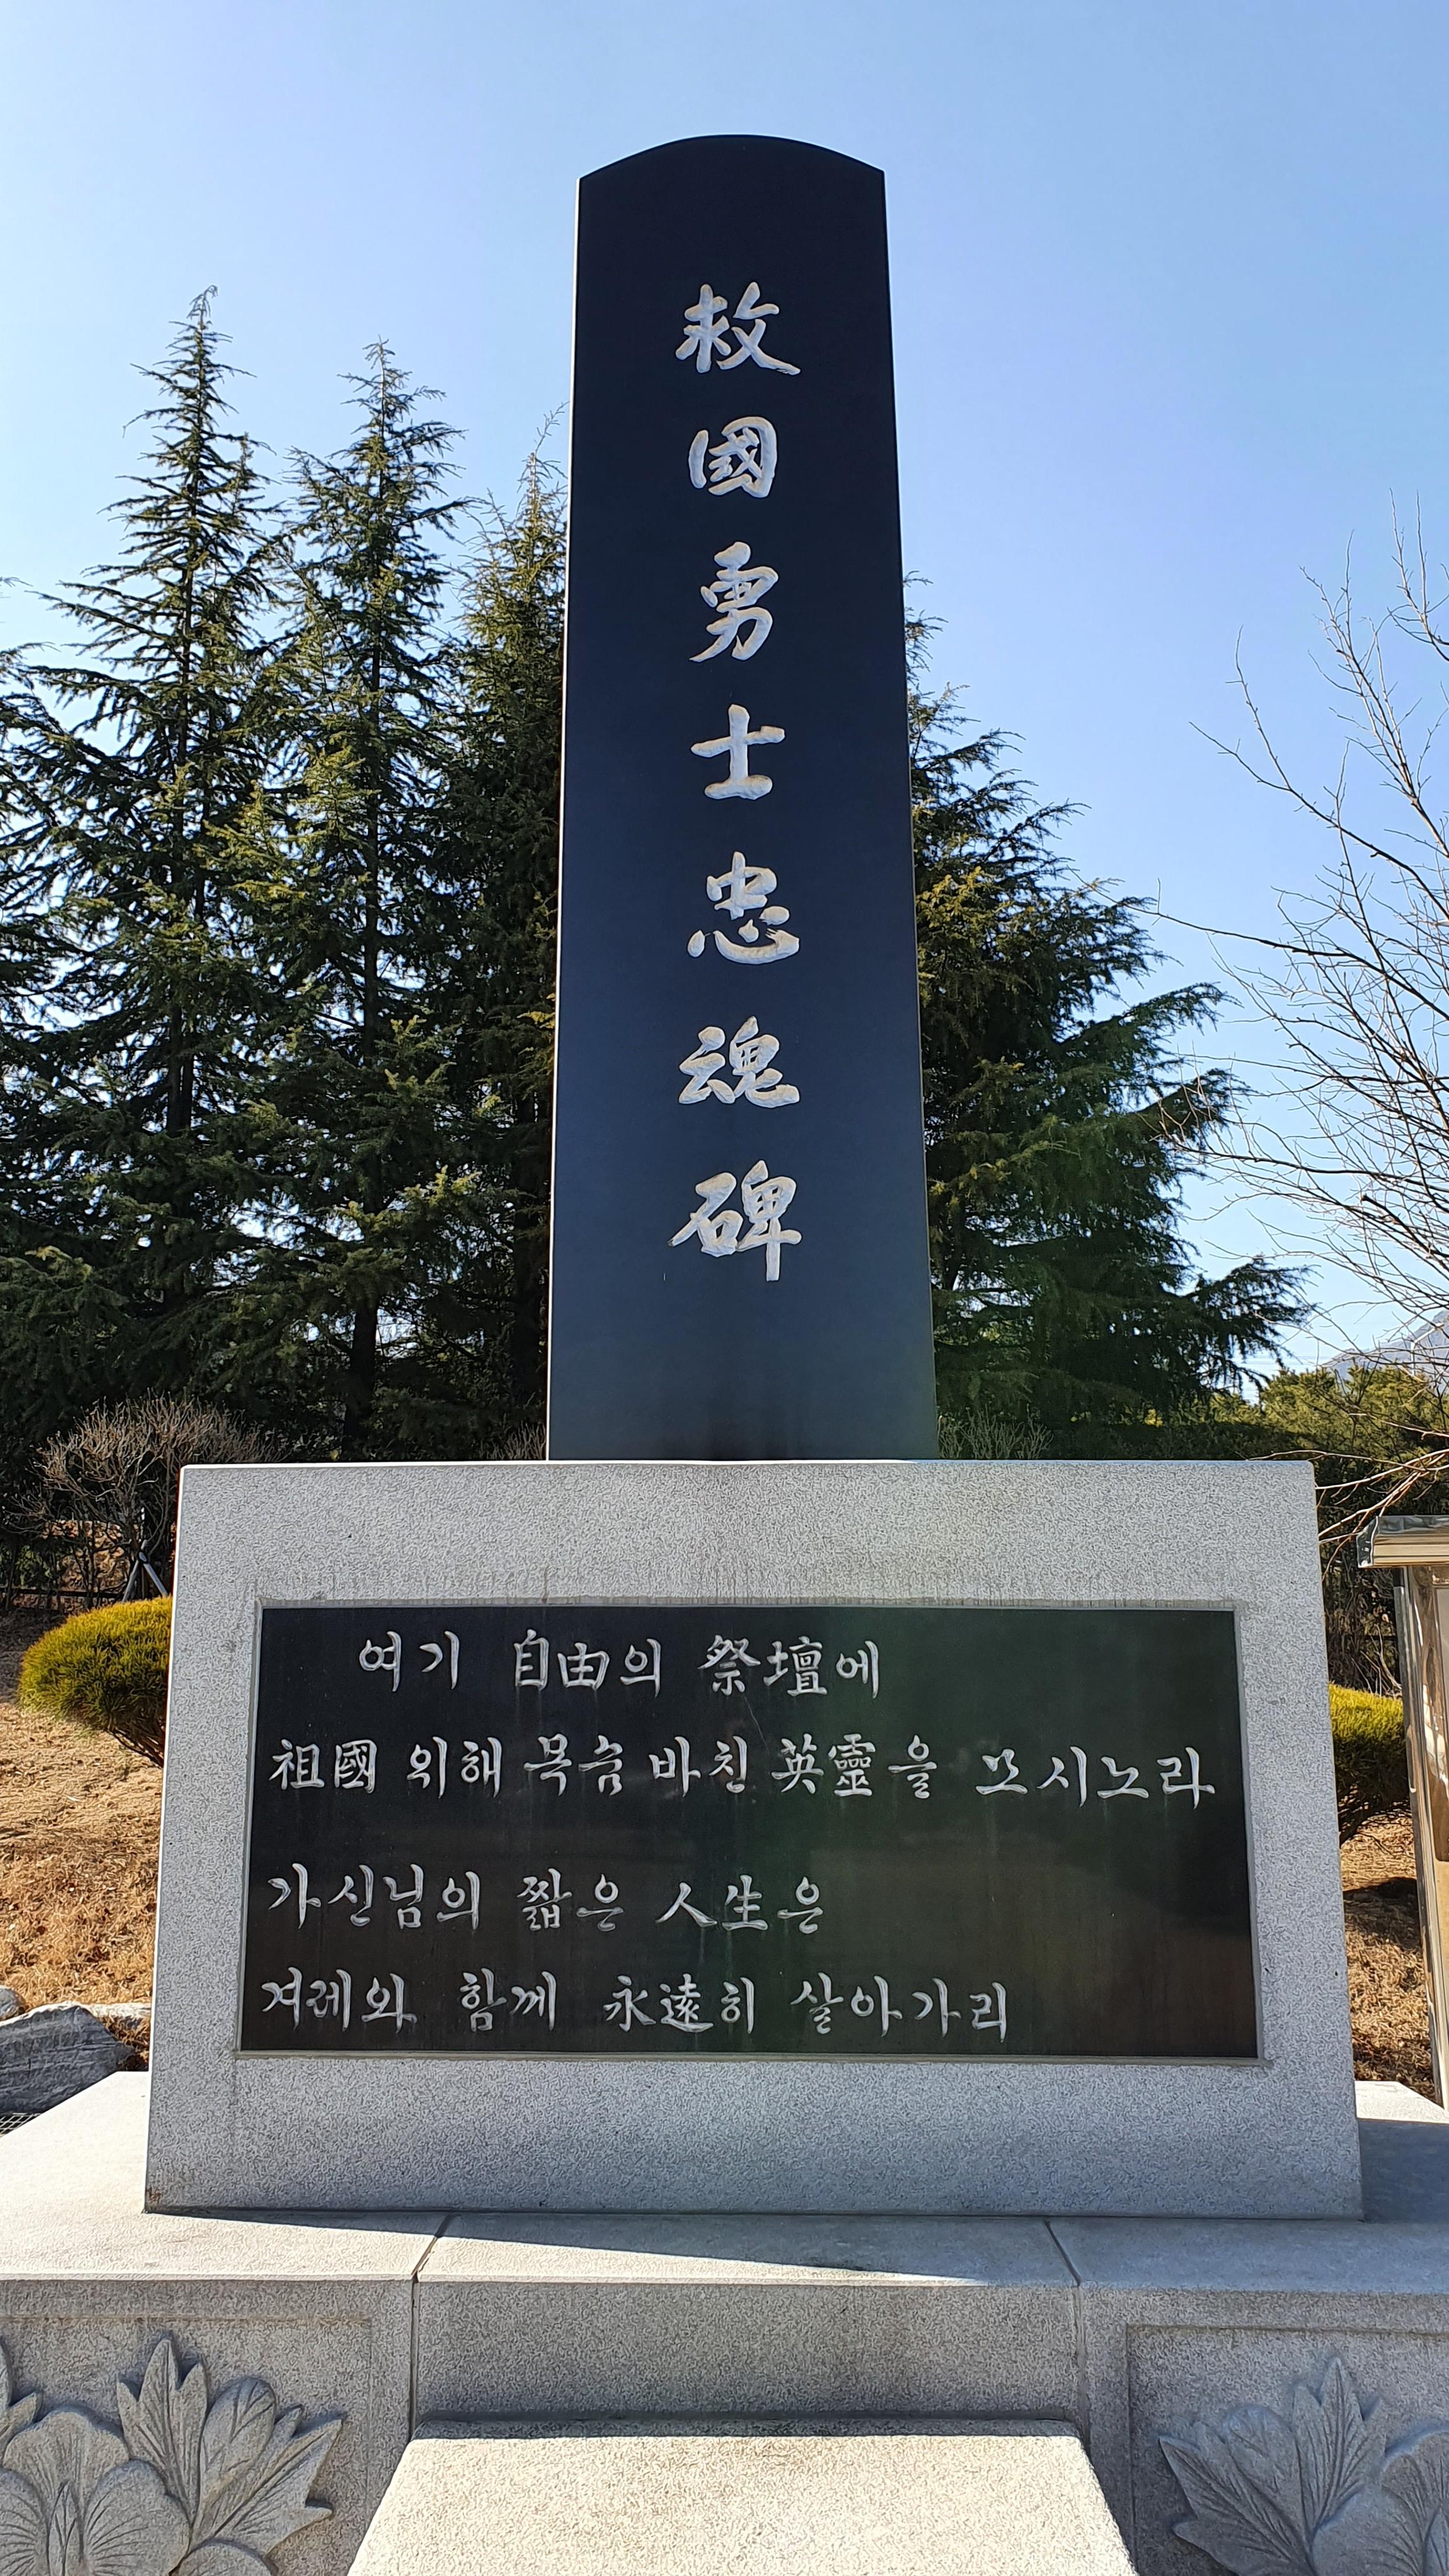 救國勇士忠魂碑
여기 自由의 祭壇에
祖國 위해 목숨 바친 英靈을 모시노라
가신님의 짧은 人生은
겨레와 함께 永遠히 살아가리